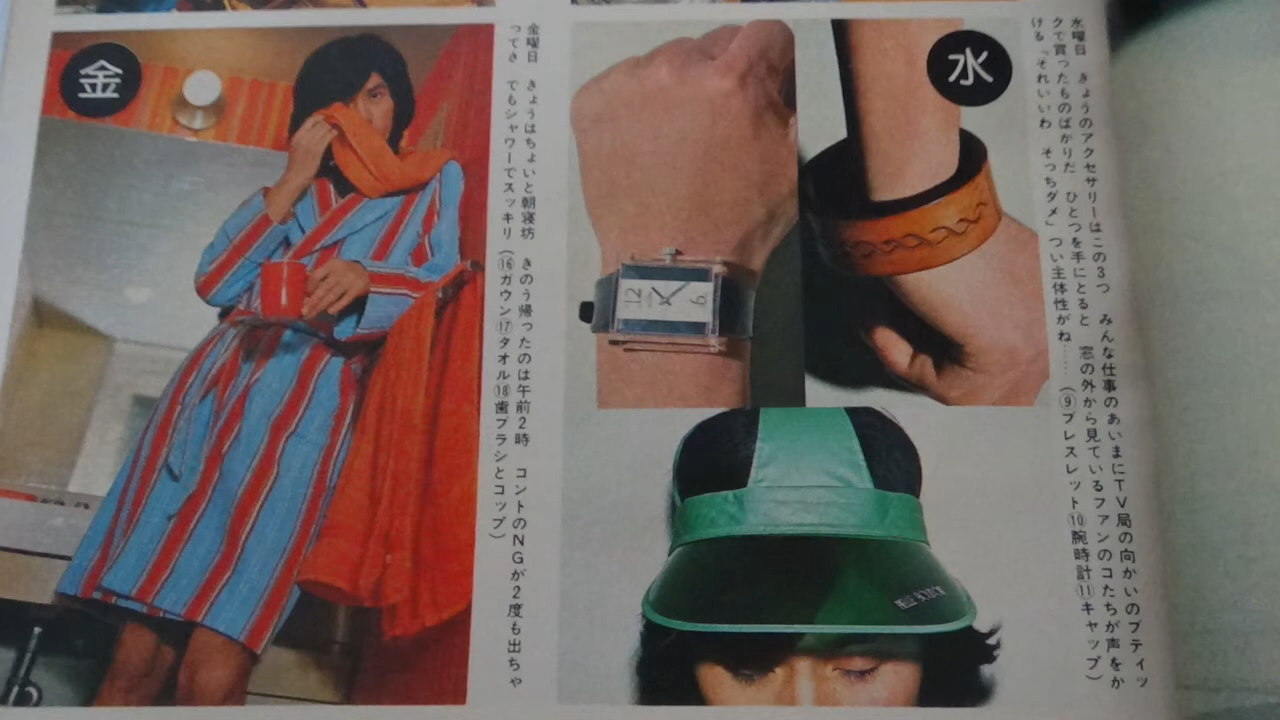 水
水曜日　きょうのアクセサリーはこの3つ　みんな仕事のあいまにTV局の向かいのブティッ
クで買ったものばかりだ　ひとつを手にとると　窓の外から見ているファンのコたちが声をか
ける「それいいわ　そっちダメ」つい主体性がね……（⑨ブレスレット⑩腕時計⑪キャップ）
12
6
金
金曜日　きょうはちょいと朝寝坊　きのう帰ったのは午前2時　コントのNGが2度も出ちゃ
ってさ　でもシャワーでスッキリ（⑯ガウン⑰タオル⑱歯ブラシとコップ）